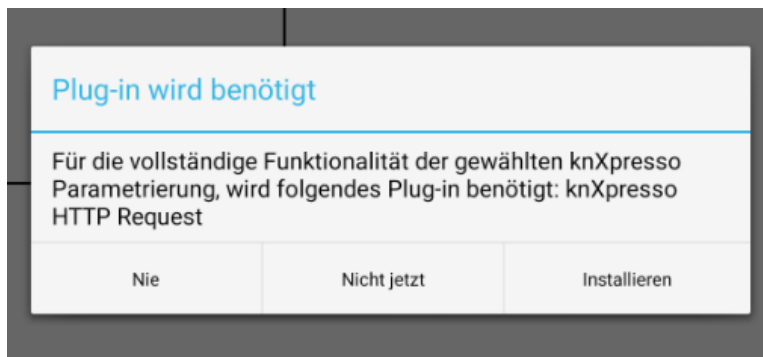 Plug-in wird benötigt
Für die vollständige Funktionalität der gewählten knXpresso
Parametrierung, wird folgendes Plug-in benötigt: knXpresso
HTTP Request
Nie
Nicht jetzt
Installieren